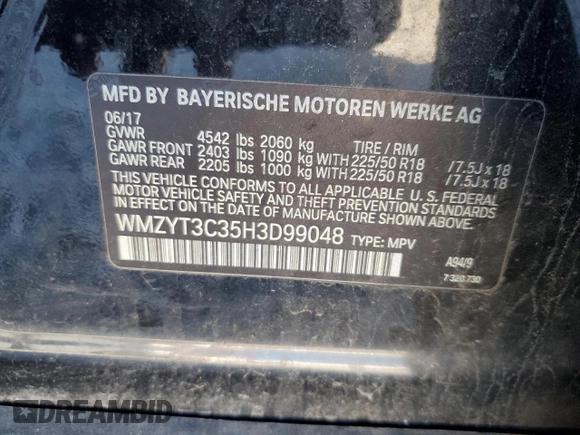 MFD BY BAYERISCHE MOTOREN WERKE AG
06/17
GVWR 4542 lbs 2060 kg TIRE / RIM
GAWR FRONT 2403 lbs 1090 kg WITH 225/50 R18 /7.5J x 18
GAWR REAR 2205 lbs 1000 kg WITH 225/50 R18 /7.5J x 18
THIS VEHICLE CONFORMS TO ALL APPLICABLE U. S. FEDERAL
MOTOR VEHICLE SAFETY AND THEFT PREVENTION STANDARDS
IN EFFECT ON THE DATE OF MANUFACTURE SHOWN ABOVE.
WMZYT3C35H3D99048 TYPE: MPV
A94/9
7 320 730
DREAMBID